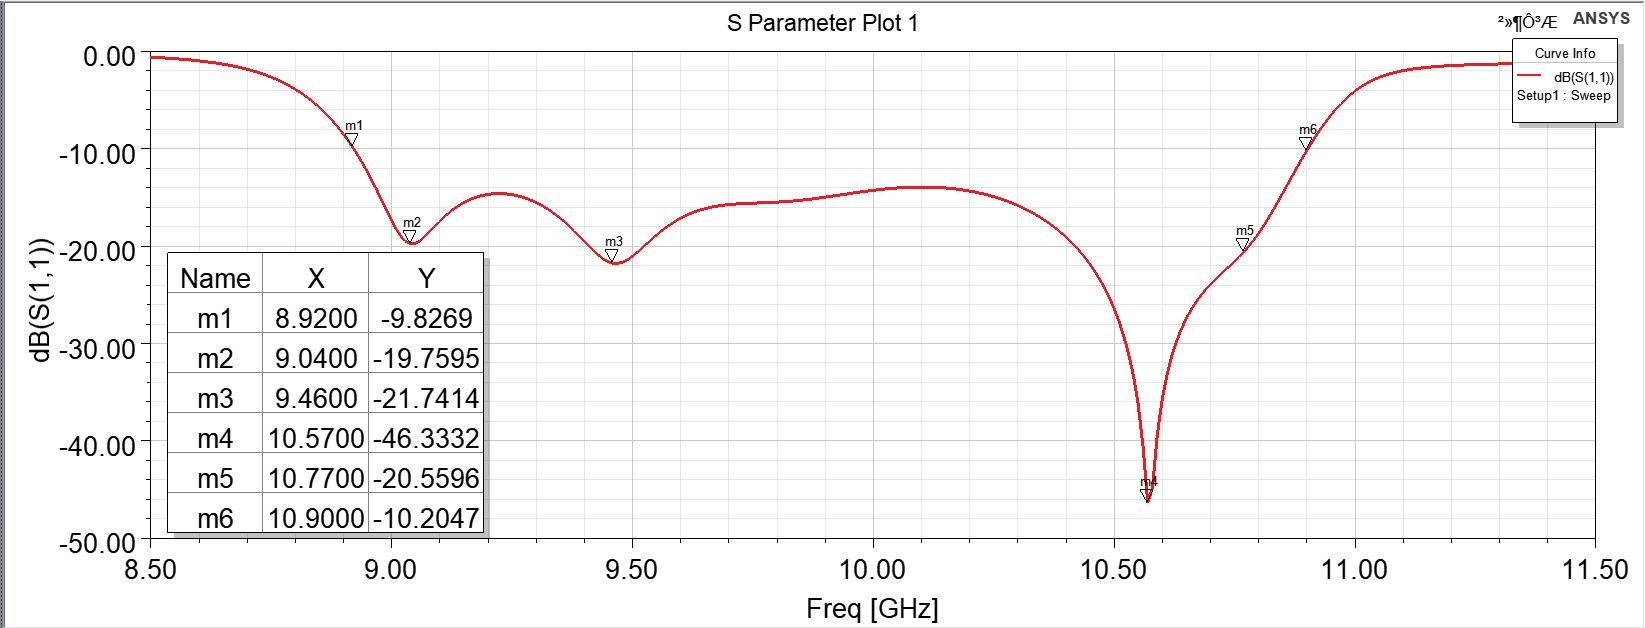 S Parameter Plot 1
²»¶Ô³Æ
ANSYS
Curve Info
dB(S(1,1))
Setup1 : Sweep
0.00
-10.00
-20.00
-30.00
-40.00
-50.00
dB(S(1,1))
m1
m2
m3
m4
m5
m6
Name X Y
m1 8.9200 -9.8269
m2 9.0400 -19.7595
m3 9.4600 -21.7414
m4 10.5700 -46.3332
m5 10.7700 -20.5596
m6 10.9000 -10.2047
8.50 9.00 9.50 10.00 10.50 11.00 11.50
Freq [GHz]